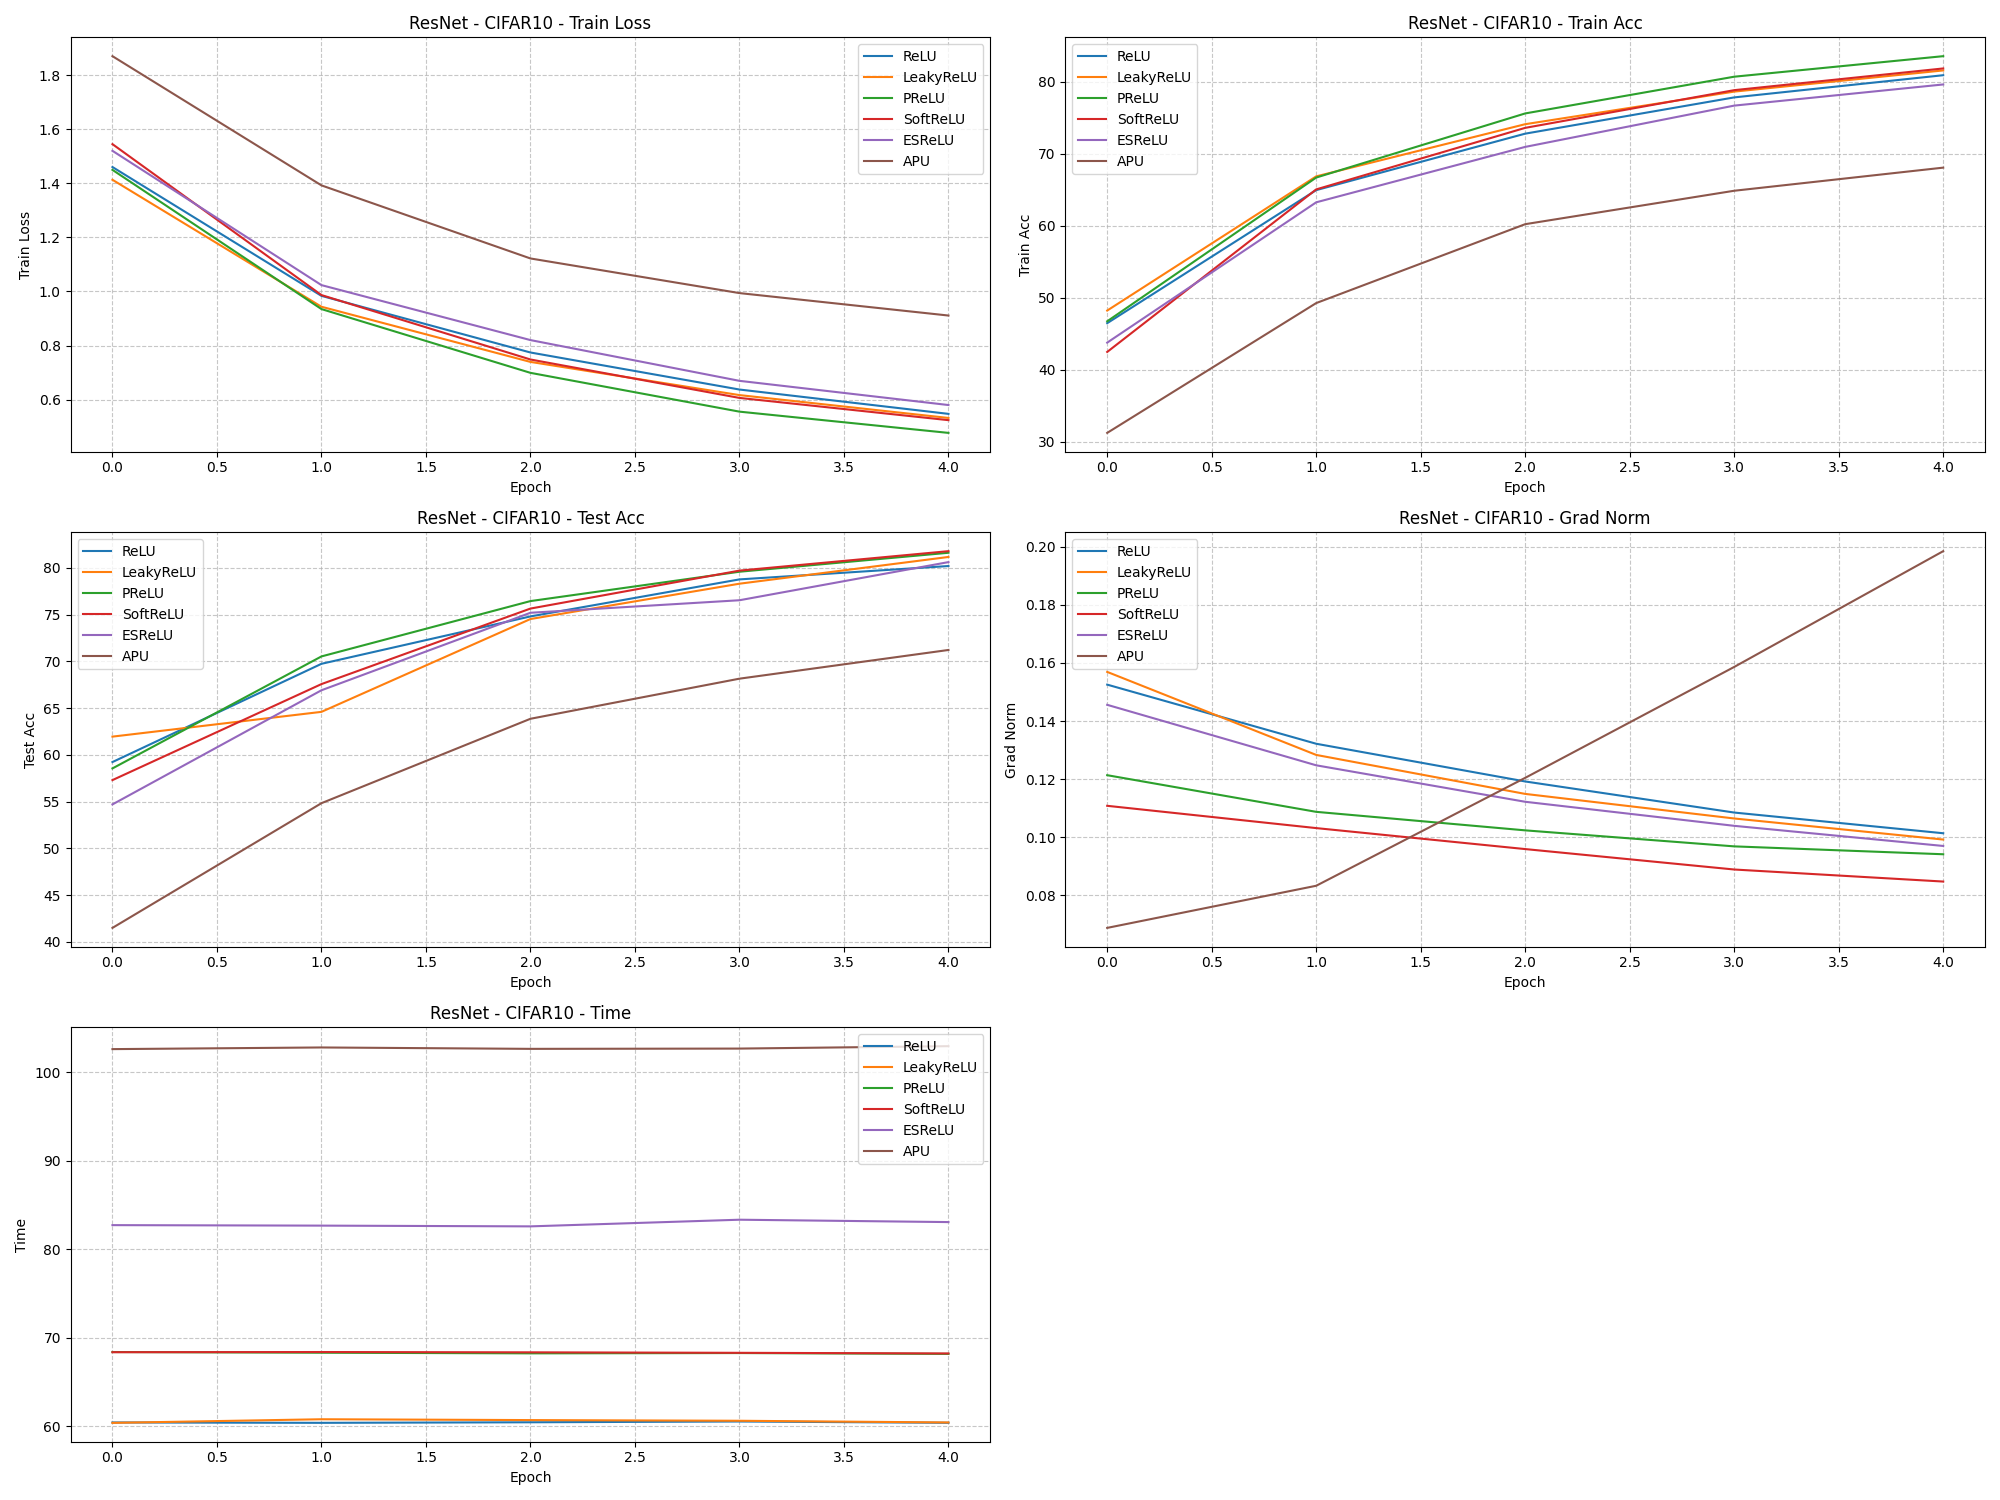 ResNet - CIFAR10 - Train Loss
Train Loss
1.8
1.6
1.4
1.2
1.0
0.8
0.6
0.0 0.5 1.0 1.5 2.0 2.5 3.0 3.5 4.0
Epoch
ReLU
LeakyReLU
PReLU
SoftReLU
ESReLU
APU
ResNet - CIFAR10 - Train Acc
Train Acc
80
70
60
50
40
30
0.0 0.5 1.0 1.5 2.0 2.5 3.0 3.5 4.0
Epoch
ReLU
LeakyReLU
PReLU
SoftReLU
ESReLU
APU
ResNet - CIFAR10 - Test Acc
Test Acc
80
75
70
65
60
55
50
45
40
0.0 0.5 1.0 1.5 2.0 2.5 3.0 3.5 4.0
Epoch
ReLU
LeakyReLU
PReLU
SoftReLU
ESReLU
APU
ResNet - CIFAR10 - Grad Norm
Grad Norm
0.20
0.18
0.16
0.14
0.12
0.10
0.08
0.0 0.5 1.0 1.5 2.0 2.5 3.0 3.5 4.0
Epoch
ReLU
LeakyReLU
PReLU
SoftReLU
ESReLU
APU
ResNet - CIFAR10 - Time
Time
100
90
80
70
60
0.0 0.5 1.0 1.5 2.0 2.5 3.0 3.5 4.0
Epoch
ReLU
LeakyReLU
PReLU
SoftReLU
ESReLU
APU